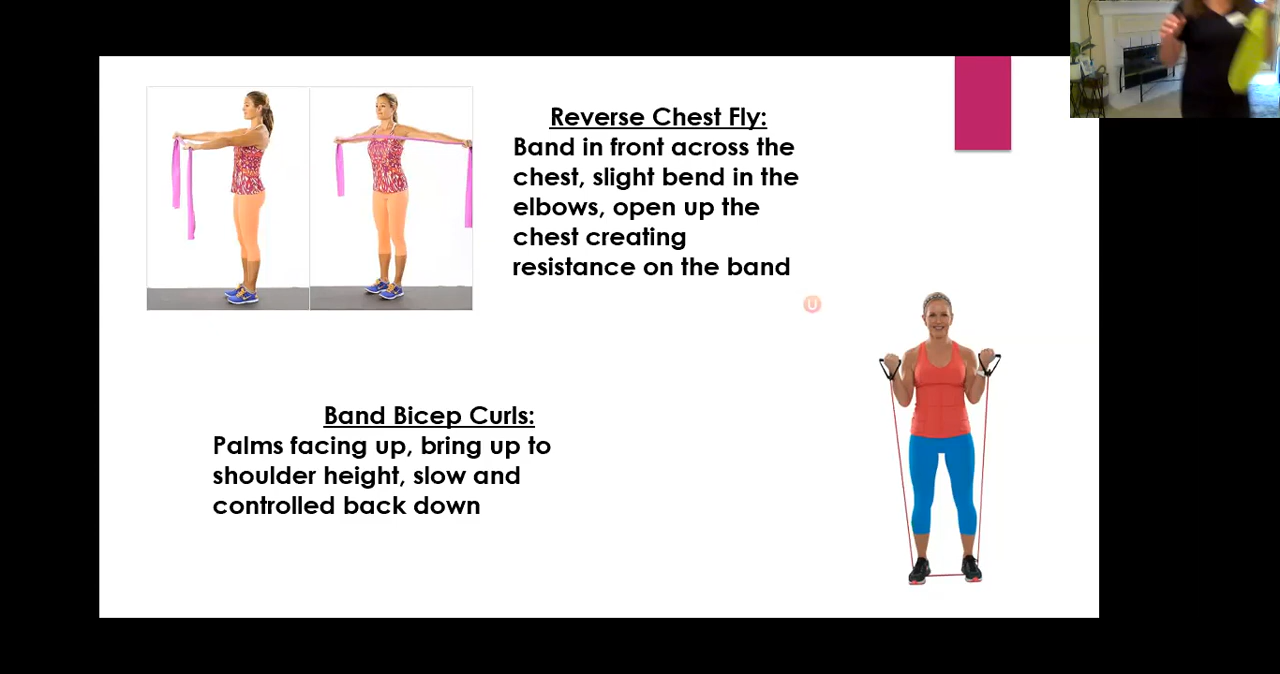 Reverse Chest Fly:
Band in front across the
chest, slight bend in the
elbows, open up the
chest creating
resistance on the band
U
Band Bicep Curls:
Palms facing up, bring up to
shoulder height, slow and
controlled back down